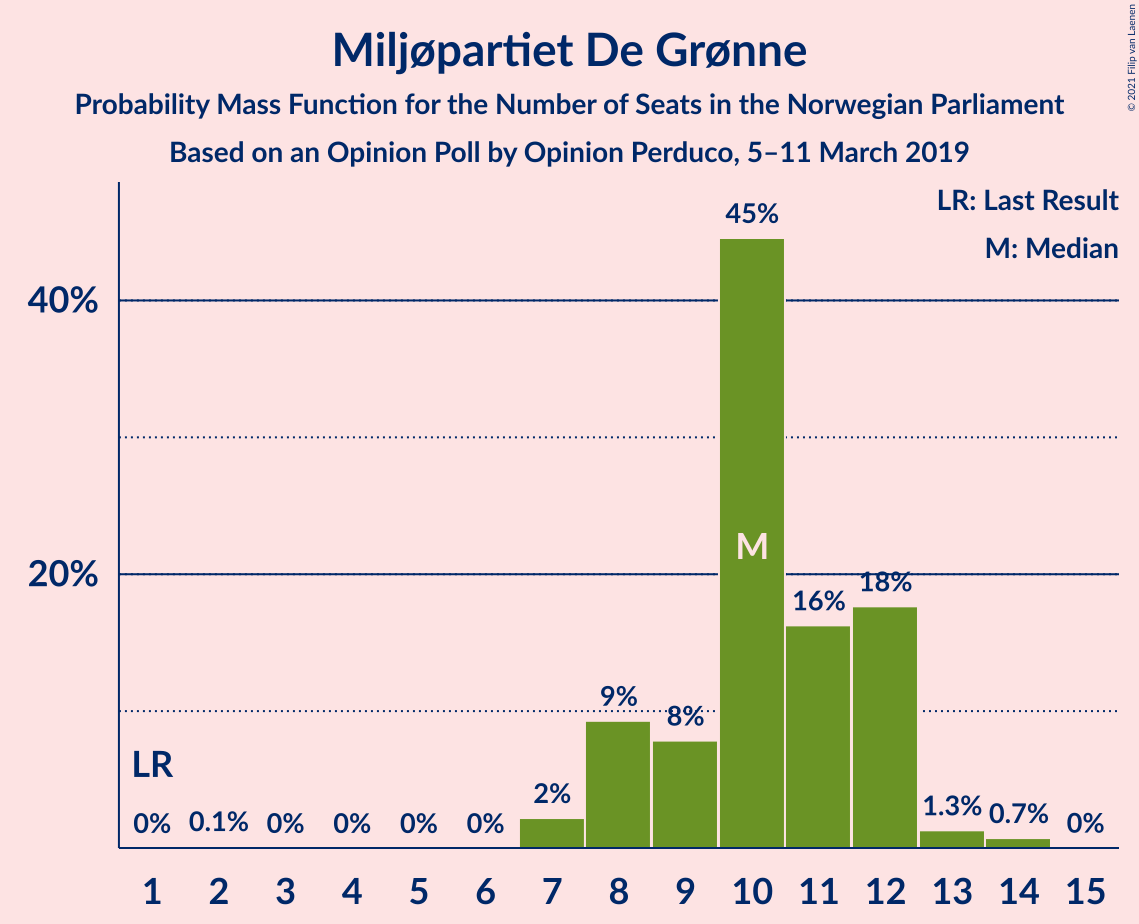 Miljøpartiet De Grønne
Probability Mass Function for the Number of Seats in the Norwegian Parliament
Based on an Opinion Poll by Opinion Perduco, 5–11 March 2019
© 2021 Filip van Laenen
LR: Last Result
M: Median
45%
40%
M
20%
18%
16%
9%
8%
LR
2%
1.3%
0.7%
0%
0.1%
0%
0%
0%
0%
0%
1 2 3 4 5 6 7 8 9 10 11 12 13 14 15